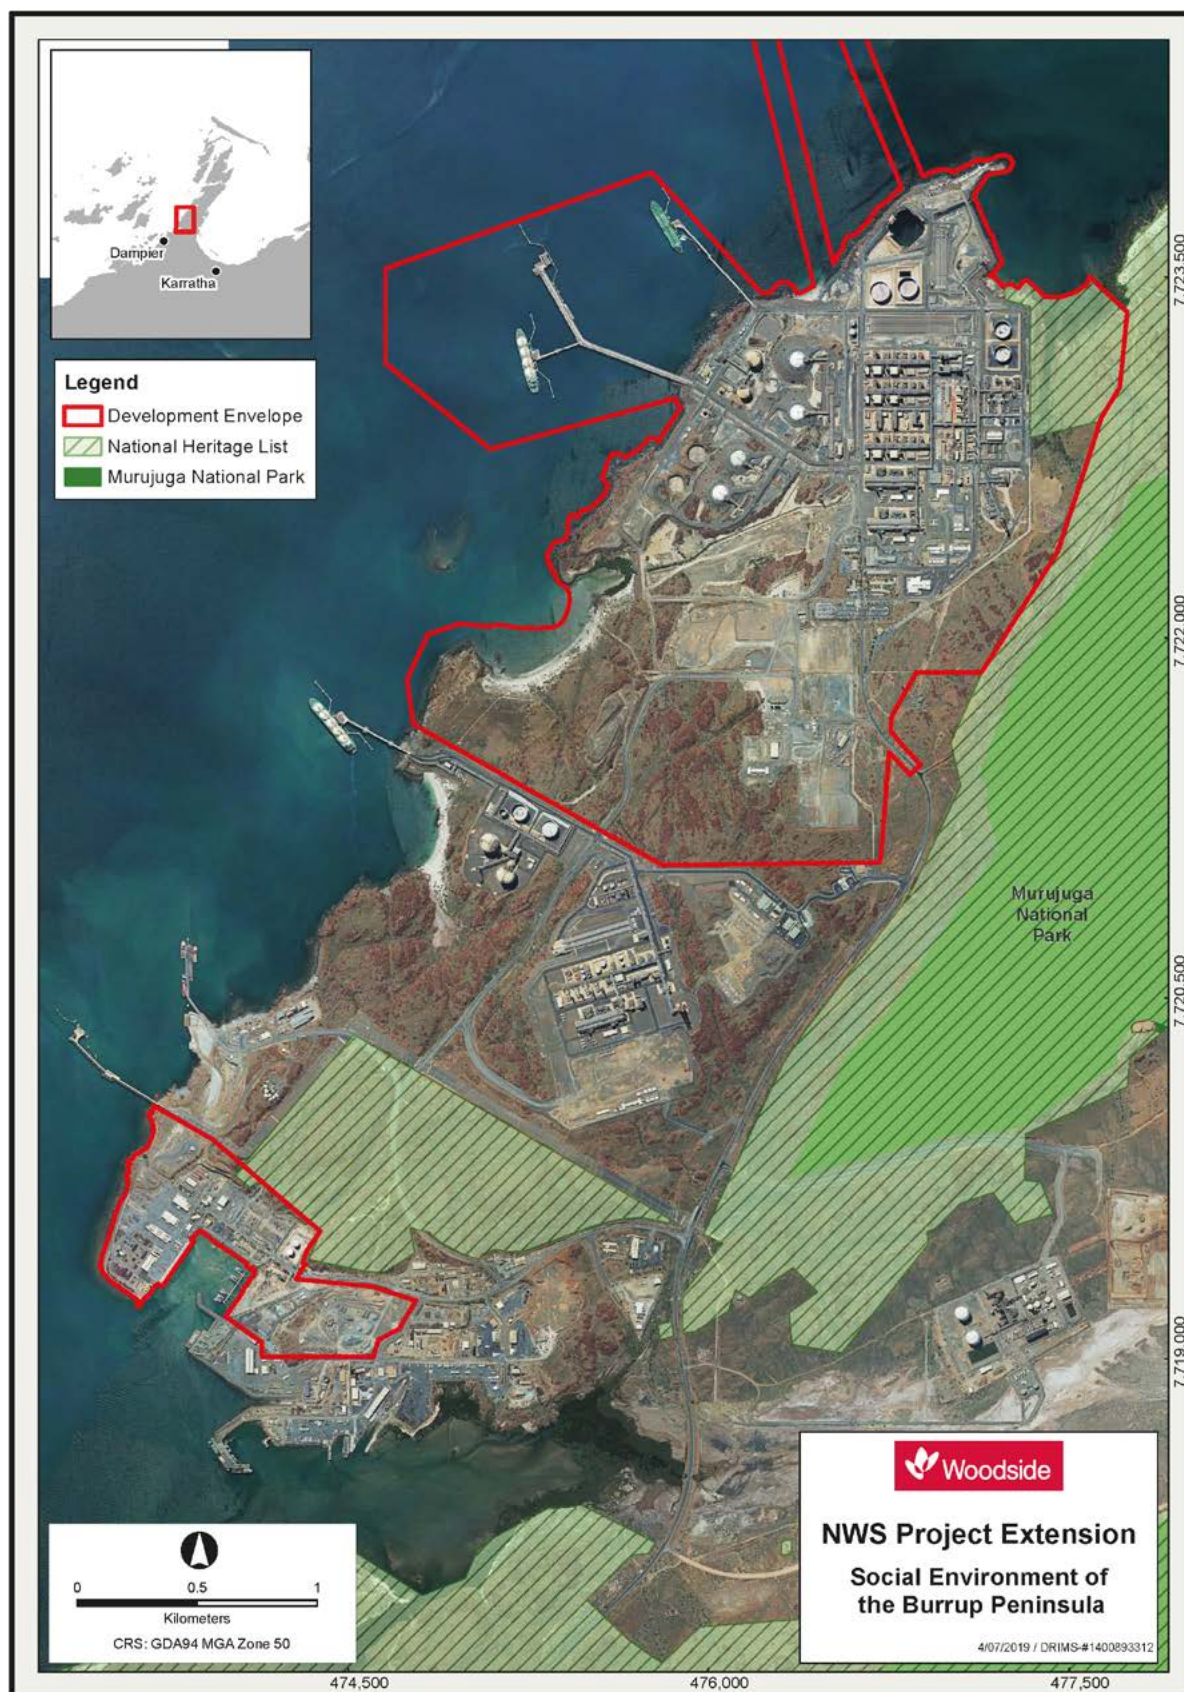 Dampier
Karratha
Legend
Development Envelope
National Heritage List
Murujuga National Park
7,723,500
7,722,000
Murujuga
National
Park
7,720,500
7,719,000
Woodside
NWS Project Extension
Social Environment of
the Burrup Peninsula
4/07/2019 / DRIMS-#1400893312
0 0.5 1
Kilometers
CRS: GDA94 MGA Zone 50
474,500 476,000 477,500